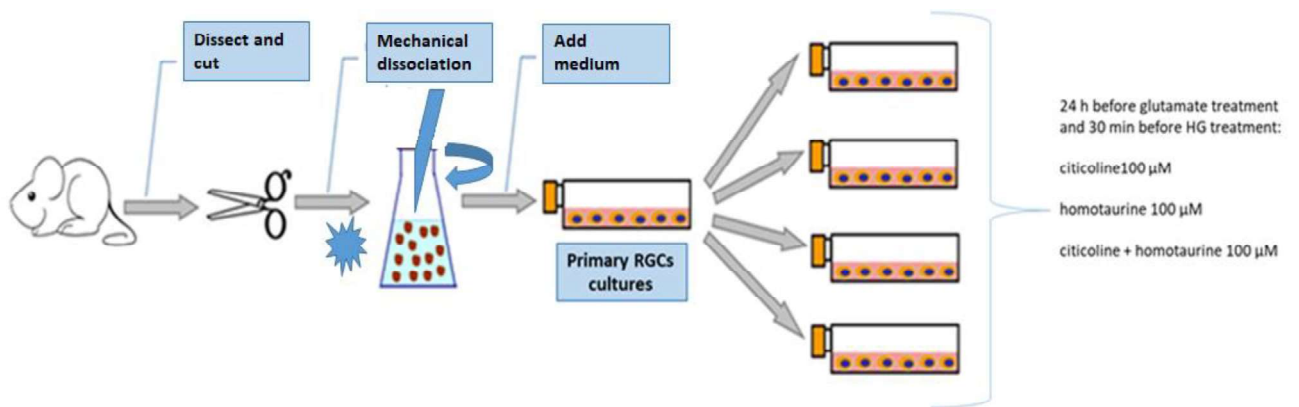 Dissect and
cut
Mechanical
dissociation
Add
medium
Primary RGCs
cultures
24 h before glutamate treatment
and 30 min before HG treatment:
citicoline100 µM
homotaurine 100 µM
citicoline + homotaurine 100 µM